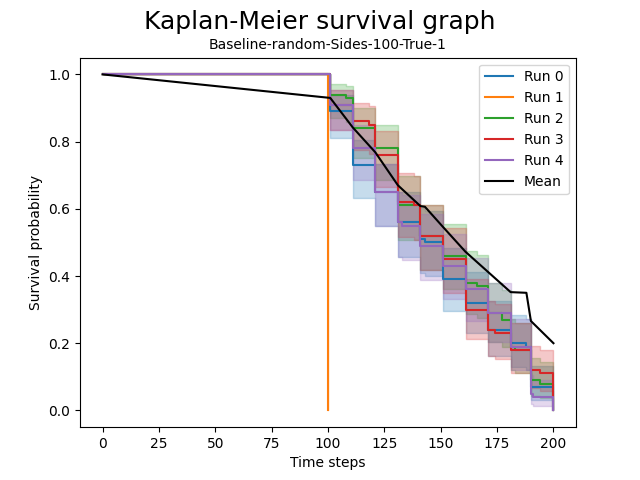 Kaplan-Meier survival graph
Baseline-random-Sides-100-True-1
Survival probability
1.0
0.8
0.6
0.4
0.2
0.0
Run 0
Run 1
Run 2
Run 3
Run 4
Mean
0 25 50 75 100 125 150 175 200
Time steps